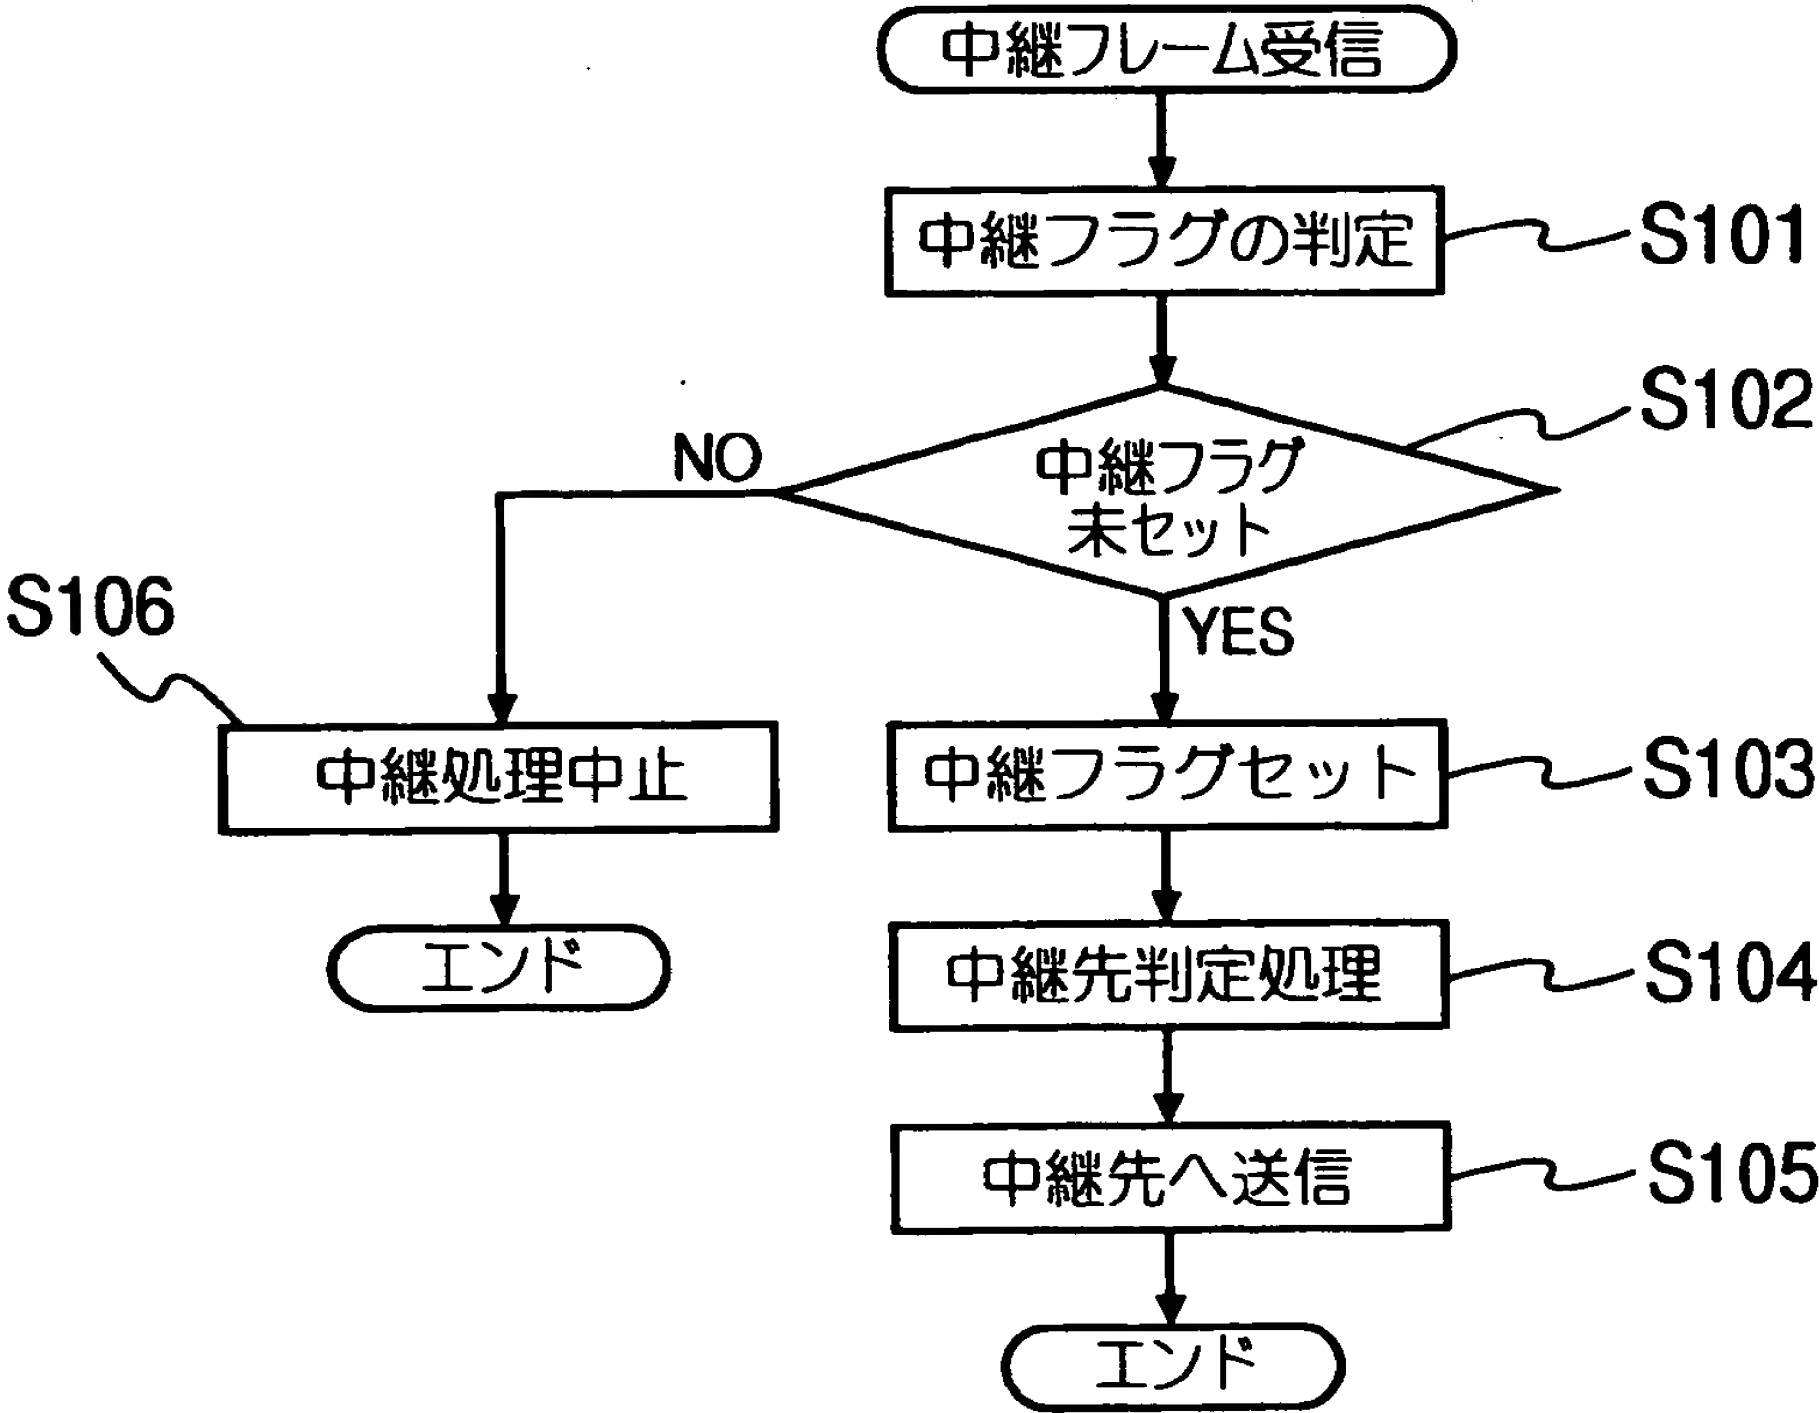 中継フレーム受信
中継フラグの判定
S101
S102
NO
中継フラグ
未セット
YES
S106
中継処理中止
中継フラグセット
S103
エンド
中継先判定処理
S104
中継先へ送信
S105
エンド